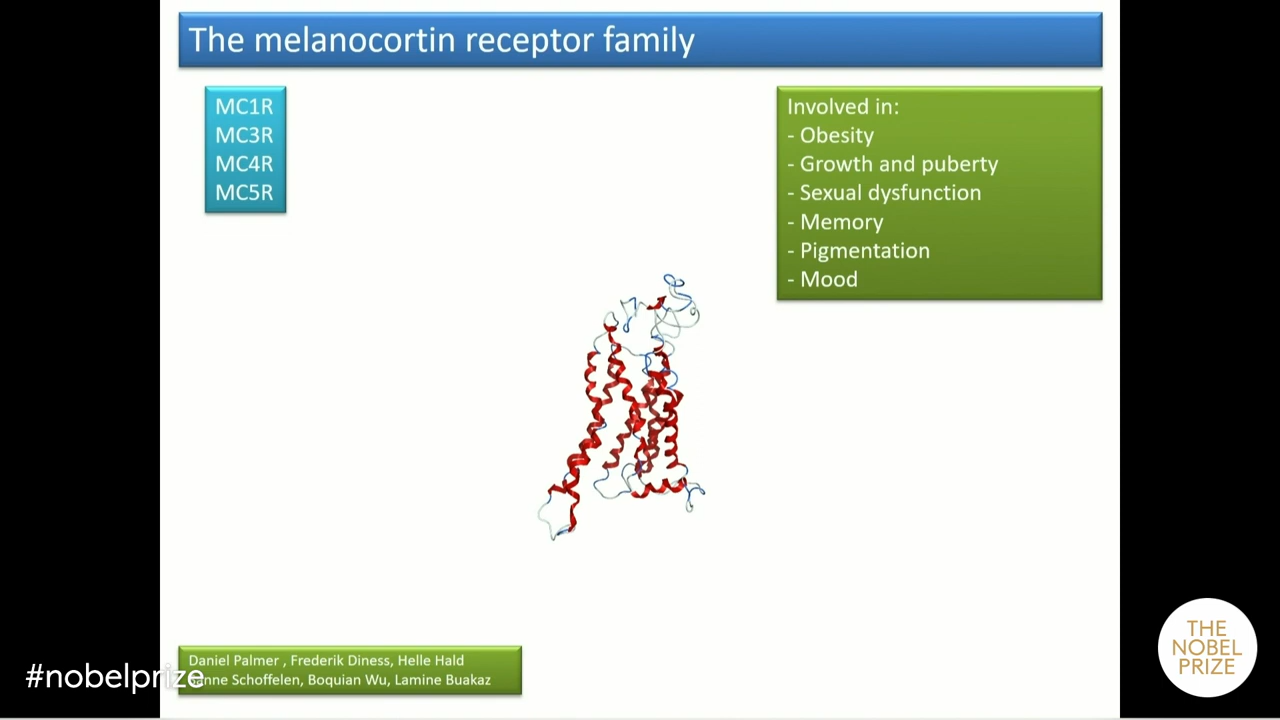 The melanocortin receptor family
MC1R
MC3R
MC4R
MC5R
Involved in:
- Obesity
- Growth and puberty
- Sexual dysfunction
- Memory
- Pigmentation
- Mood
Daniel Palmer , Frederik Diness, Helle Hald
Schoffelen, Boquian Wu, Lamine Buakaz
#nobelprize
THE
NOBEL
PRIZE